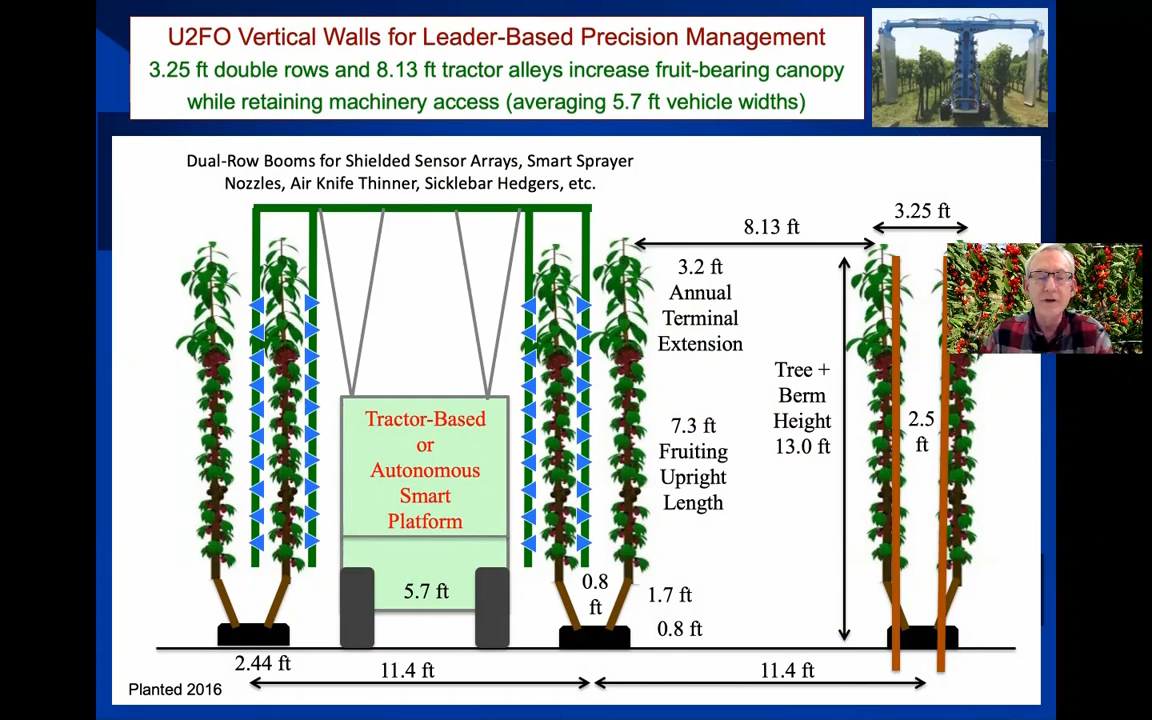 U2FO Vertical Walls for Leader-Based Precision Management
3.25 ft double rows and 8.13 ft tractor alleys increase fruit-bearing canopy
while retaining machinery access (averaging 5.7 ft vehicle widths)
Dual-Row Booms for Shielded Sensor Arrays, Smart Sprayer
Nozzles, Air Knife Thinner, Sicklebar Hedgers, etc.
3.25 ft
8.13 ft
3.2 ft
Annual
Terminal
Extension
Tree +
Berm
Height
13.0 ft
2.5
ft
7.3 ft
Fruiting
Upright
Length
Tractor-Based
or
Autonomous
Smart
Platform
5.7 ft
0.8
ft
1.7 ft
0.8 ft
2.44 ft
11.4 ft
11.4 ft
Planted 2016